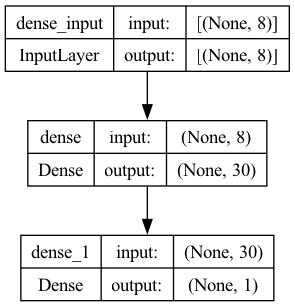 dense_input input: [(None, 8)]
InputLayer output: [(None, 8)]
dense input: (None, 8)
Dense output: (None, 30)
dense_1 input: (None, 30)
Dense output: (None, 1)